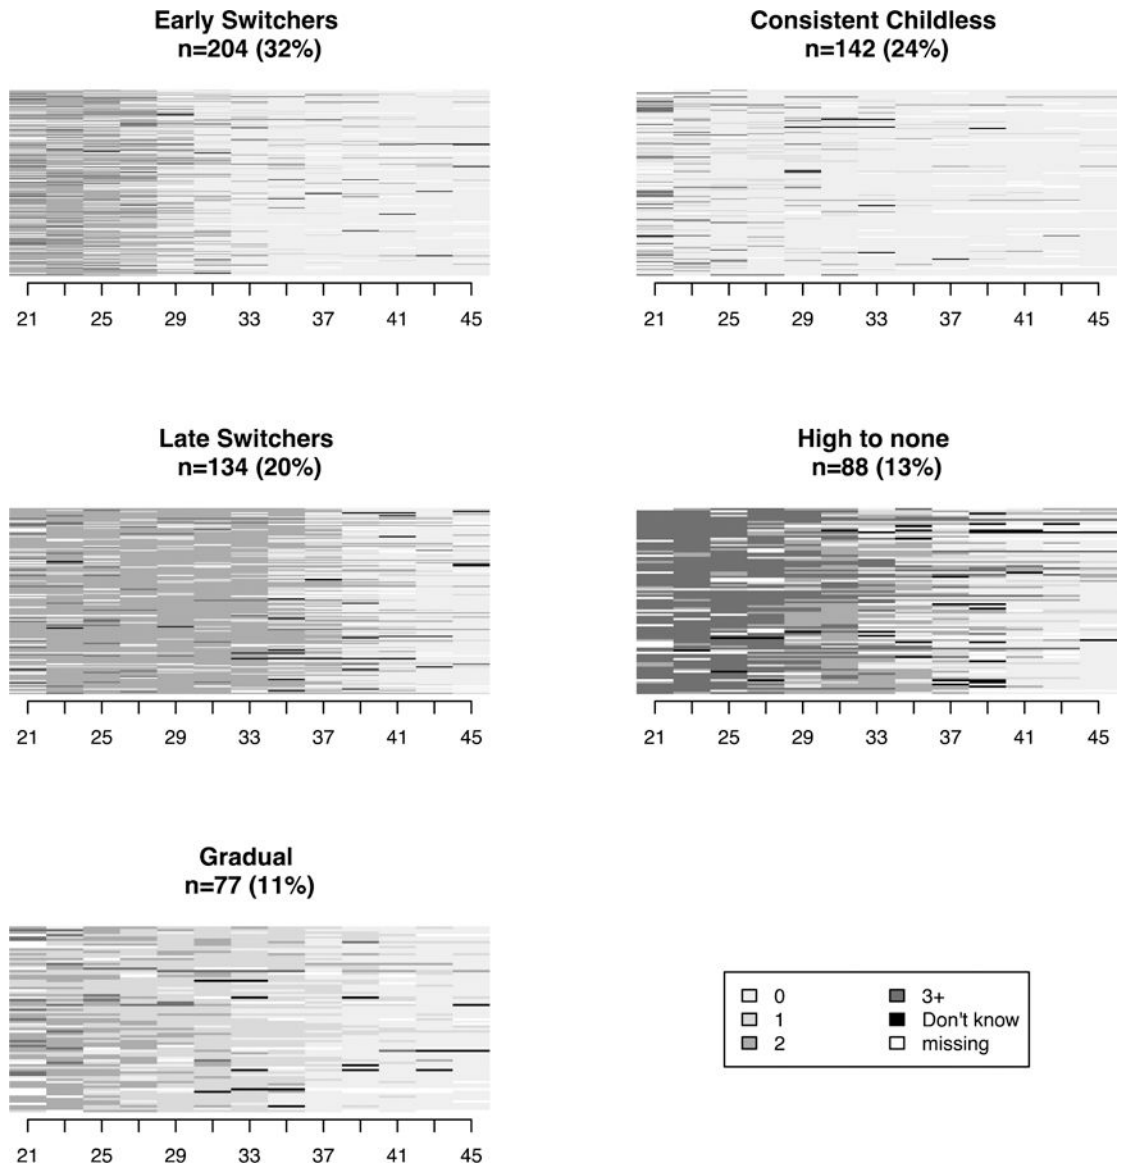 Early Switchers
n=204 (32%)
21 25 29 33 37 41 45
Consistent Childless
n=142 (24%)
21 25 29 33 37 41 45
Late Switchers
n=134 (20%)
21 25 29 33 37 41 45
High to none
n=88 (13%)
21 25 29 33 37 41 45
Gradual
n=77 (11%)
21 25 29 33 37 41 45
0
1
2
3+
Don't know
missing